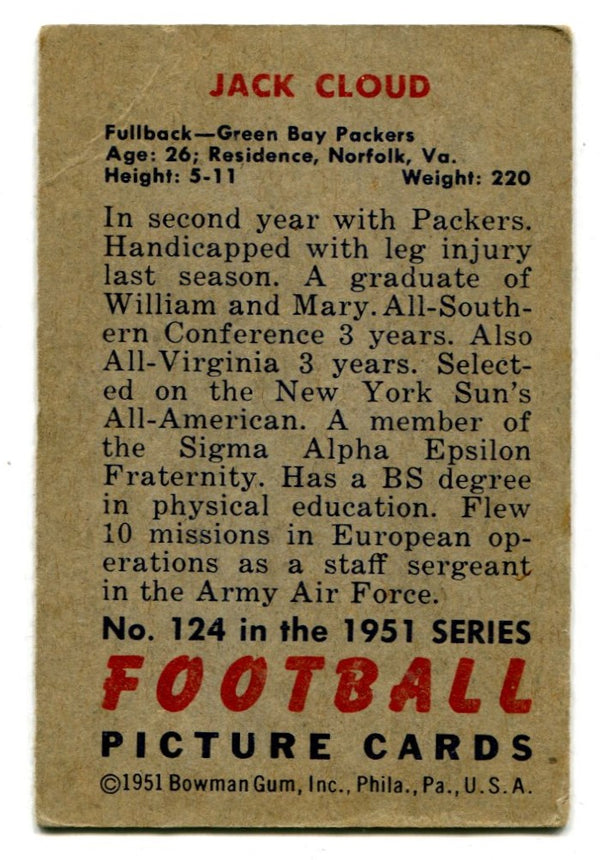 JACK CLOUD
Fullback—Green Bay Packers
Age: 26; Residence, Norfolk, Va.
Height: 5-11 Weight: 220
In second year with Packers.
Handicapped with leg injury
last season. A graduate of
William and Mary. All-South-
ern Conference 3 years. Also
All-Virginia 3 years. Select-
ed on the New York Sun's
All-American. A member of
the Sigma Alpha Epsilon
Fraternity. Has a BS degree
in physical education. Flew
10 missions in European op-
erations as a staff sergeant
in the Army Air Force.
No. 124 in the 1951 SERIES
FOOTBALL
PICTURE CARDS
©1951 Bowman Gum, Inc., Phila., Pa., U.S.A.